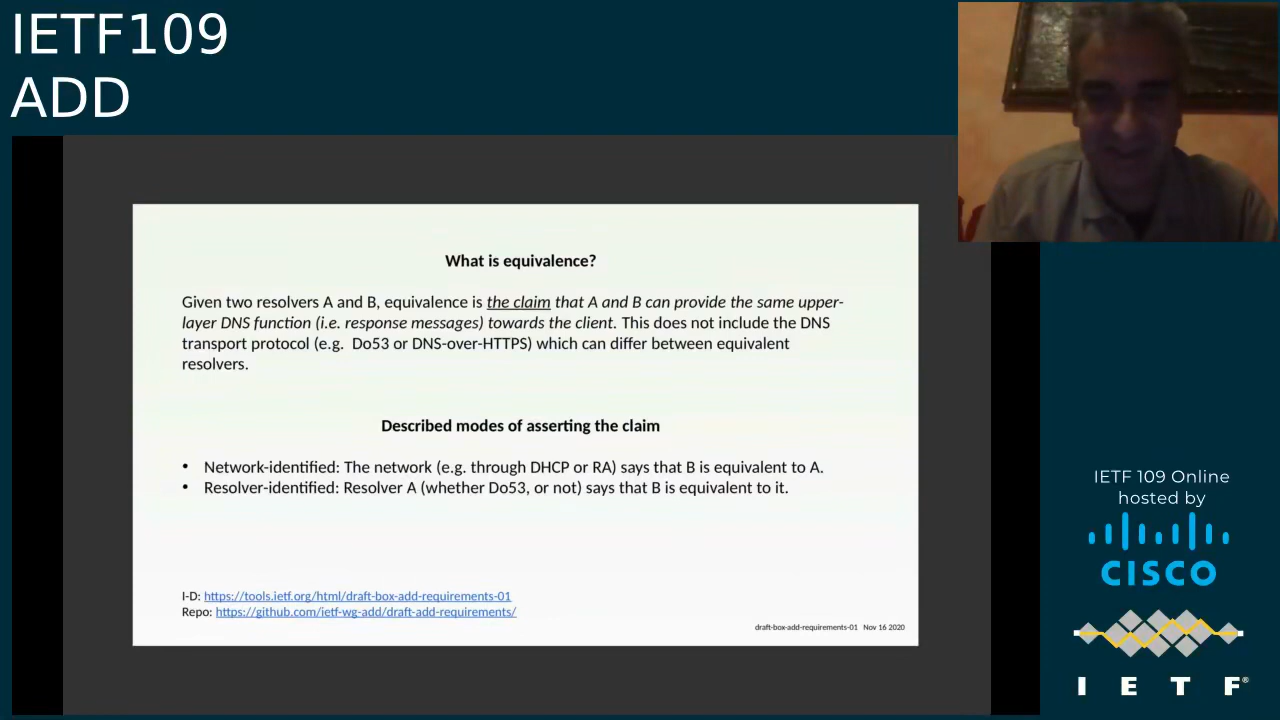 IETF109
ADD
What is equivalence?
Given two resolvers A and B, equivalence is the claim that A and B can provide the same upper-
layer DNS function (i.e. response messages) towards the client. This does not include the DNS
transport protocol (e.g.  Do53 or DNS-over-HTTPS) which can differ between equivalent
resolvers.
Described modes of asserting the claim
• Network-identified: The network (e.g. through DHCP or RA) says that B is equivalent to A.
• Resolver-identified: Resolver A (whether Do53, or not) says that B is equivalent to it.
I-D: https://tools.ietf.org/html/draft-box-add-requirements-01
Repo: https://github.com/ietf-wg-add/draft-add-requirements/
draft-box-add-requirements-01  Nov 16 2020
IETF 109 Online
hosted by
CISCO
I E T F®